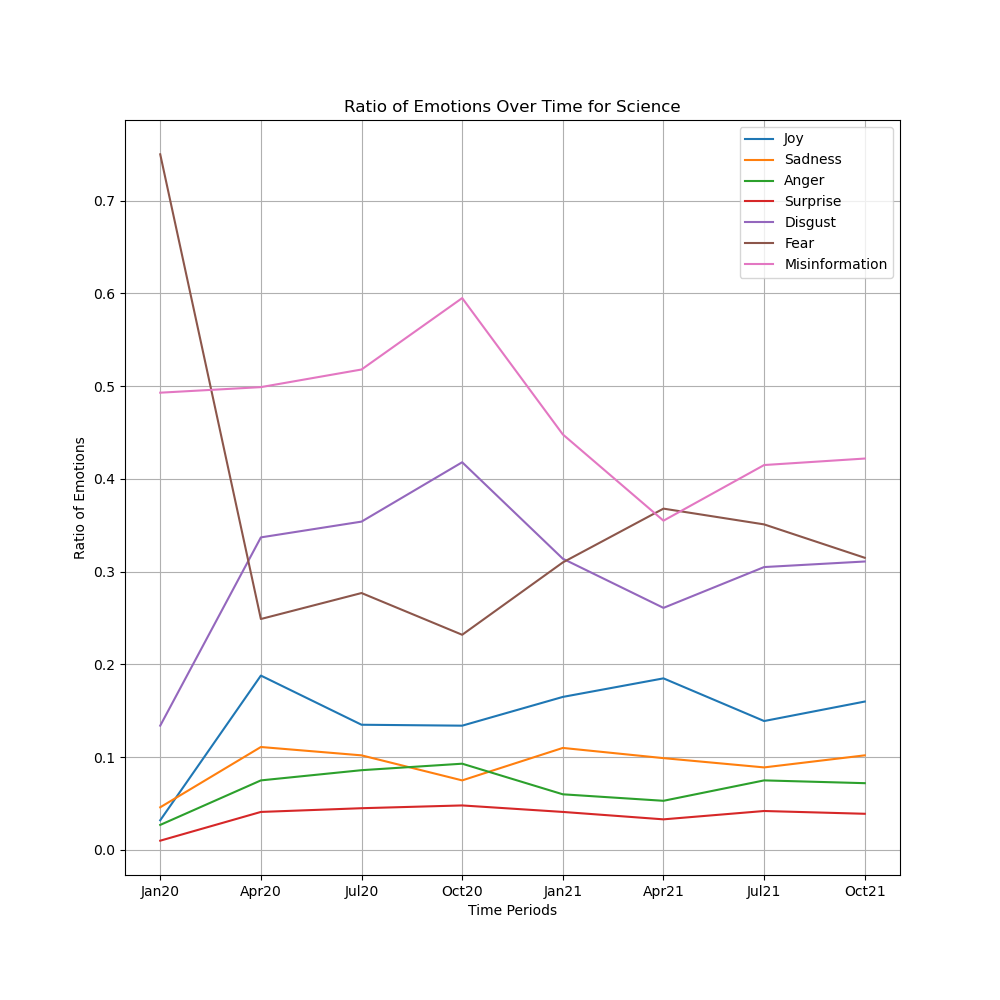 Ratio of Emotions Over Time for Science
Joy
Sadness
Anger
Surprise
Disgust
Fear
Misinformation
Ratio of Emotions
0.7
0.6
0.5
0.4
0.3
0.2
0.1
0.0
Jan20 Apr20 Jul20 Oct20 Jan21 Apr21 Jul21 Oct21
Time Periods